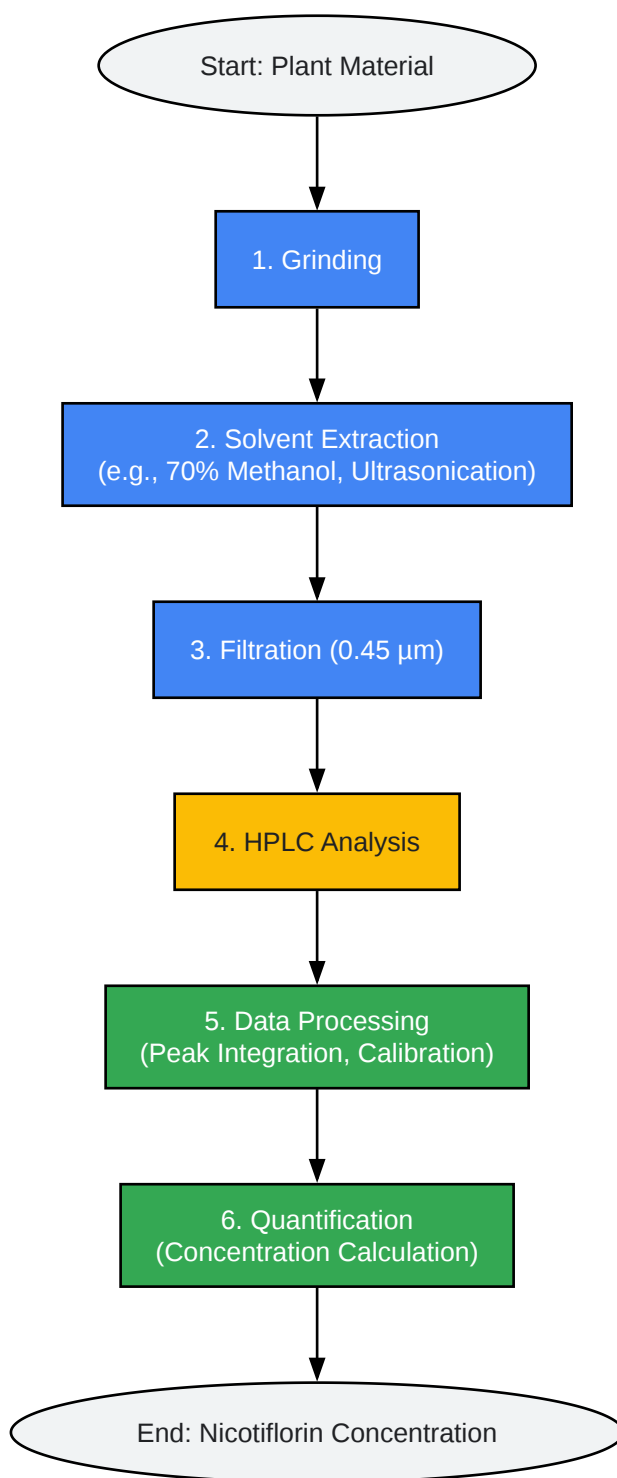 Start: Plant Material
1. Grinding
2. Solvent Extraction
(e.g., 70% Methanol, Ultrasonication)
3. Filtration (0.45 µm)
4. HPLC Analysis
5. Data Processing
(Peak Integration, Calibration)
6. Quantification
(Concentration Calculation)
End: Nicotiflorin Concentration